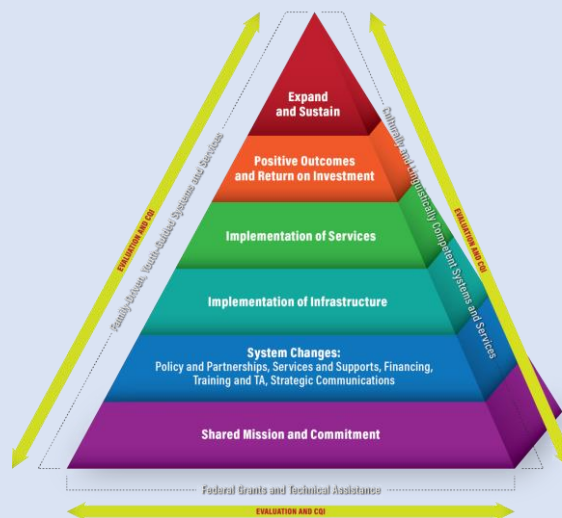 Expand
and Sustain
Positive Outcomes
and Return on Investment
Implementation of Services
Implementation of Infrastructure
System Changes:
Policy and Partnerships, Services and Supports, Financing,
Training and TA, Strategic Communications
Shared Mission and Commitment
Family-Driven, Youth-Guided Systems and Services
EVALUATION AND CQI
Culturally and Linguistically Competent Systems and Services
EVALUATION AND CQI
Federal Grants and Technical Assistance
EVALUATION AND CQI